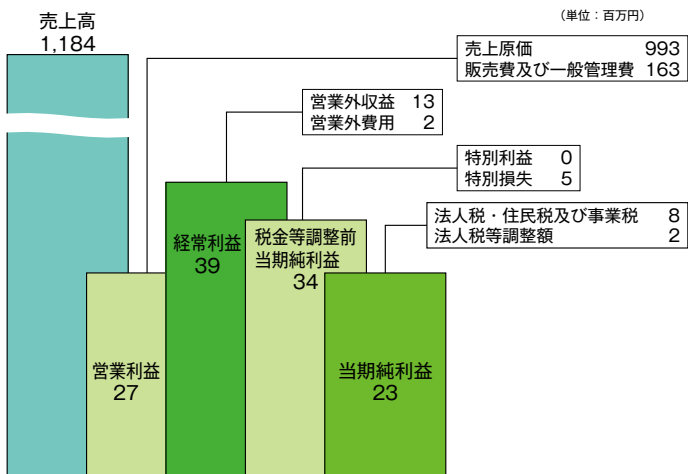 (単位：百万円)
売上高
1,184
売上原価 993
販売費及び一般管理費 163
営業外収益 13
営業外費用 2
特別利益 0
特別損失 5
法人税・住民税及び事業税 8
法人税等調整額 2
経常利益
39
税金等調整前
当期純利益
34
営業利益
27
当期純利益
23